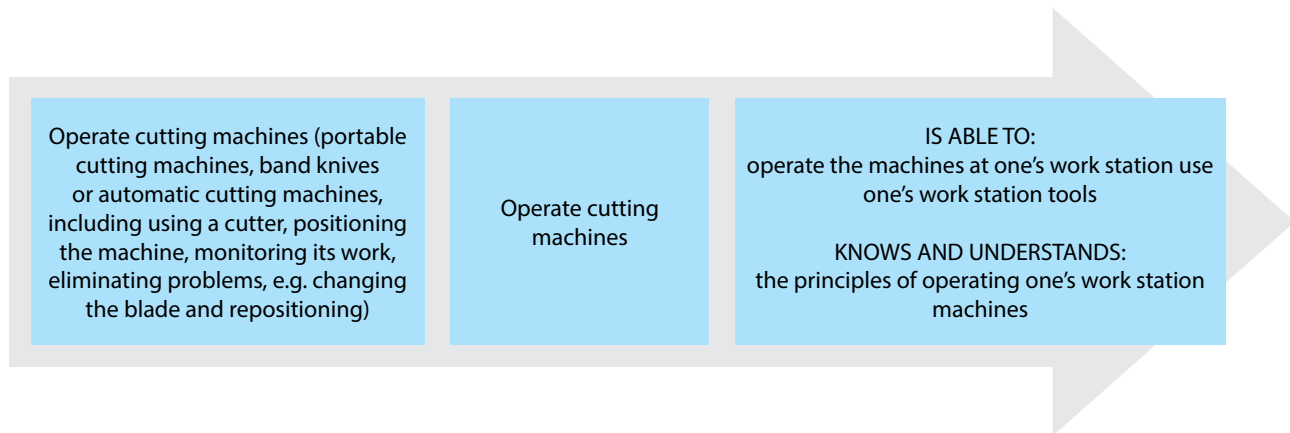 Operate cutting machines (portable
cutting machines, band knives
or automatic cutting machines,
including using a cutter, positioning
the machine, monitoring its work,
eliminating problems, e.g. changing
the blade and repositioning)
Operate cutting
machines
IS ABLE TO:
operate the machines at one’s work station use
one’s work station tools
KNOWS AND UNDERSTANDS:
the principles of operating one’s work station
machines